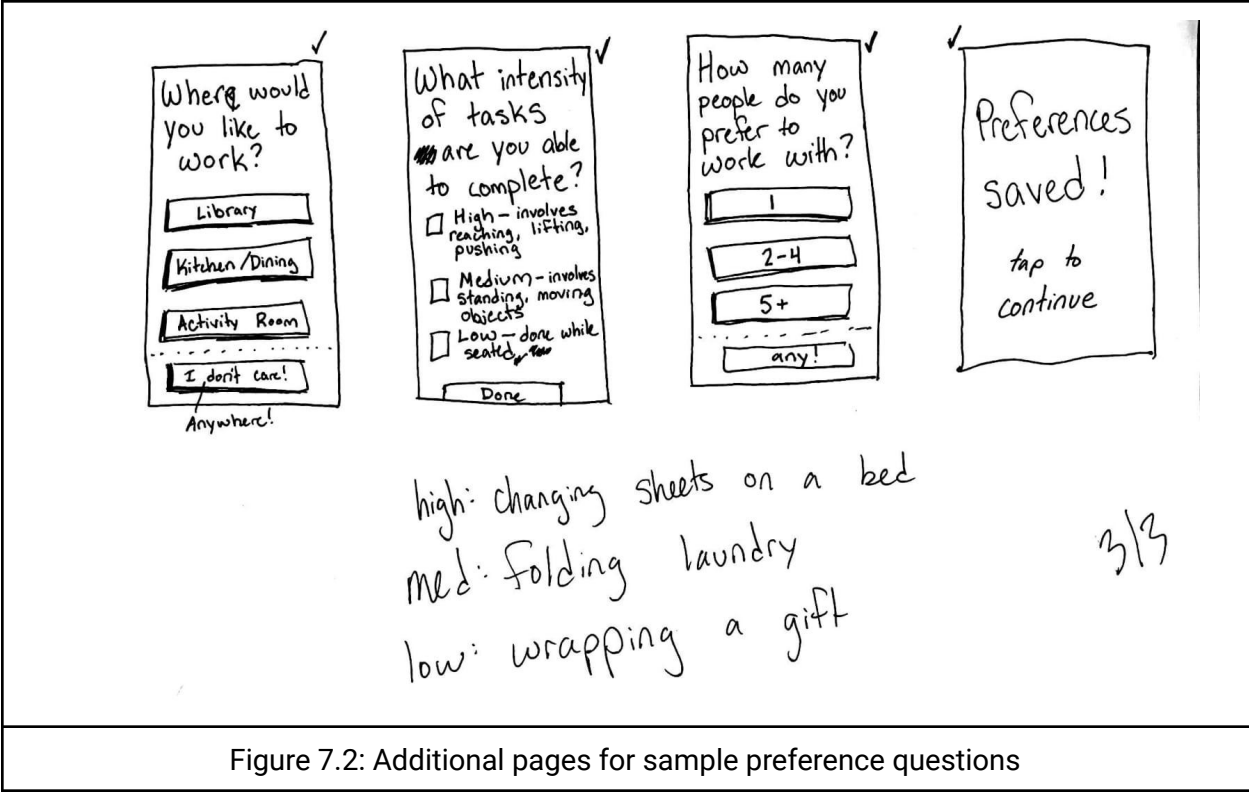 Where would
you like to
work?
Library
Kitchen/Dining
Activity Room
I don't care!
Anywhere!
What intensity
of tasks
are you able
to complete?
High - involves
reaching, lifting,
pushing
Medium - involves
standing, moving
objects
Low - done while
seated
Done
How many
people do you
prefer to
work with?
1
2-4
5+
any!
Preferences
saved!
tap to
continue
high: changing sheets on a bed
med: folding laundry
low: wrapping a gift
3/3
Figure 7.2: Additional pages for sample preference questions